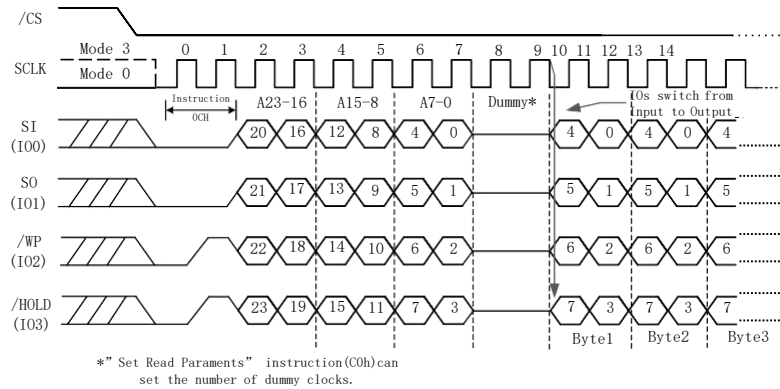 /CS
Mode 3 0 1 2 3 4 5 6 7 8 9 10 11 12 13 14
SCLK
Mode 0
Instruction A23-16 A15-8 A7-0 Dummy* IOs switch from
0CH Input to Output
SI 20 16 12 8 4 0 4 0 4 0 4
(IO0)
SO 21 17 13 9 5 1 5 1 5 1 5
(IO1)
/WP 22 18 14 10 6 2 6 2 6 2 6
(IO2)
/HOLD 23 19 15 11 7 3 7 3 7 3 7
(IO3)
Byte1 Byte2 Byte3
*” Set Read Paraments” instruction(C0h)can
set the number of dummy clocks.